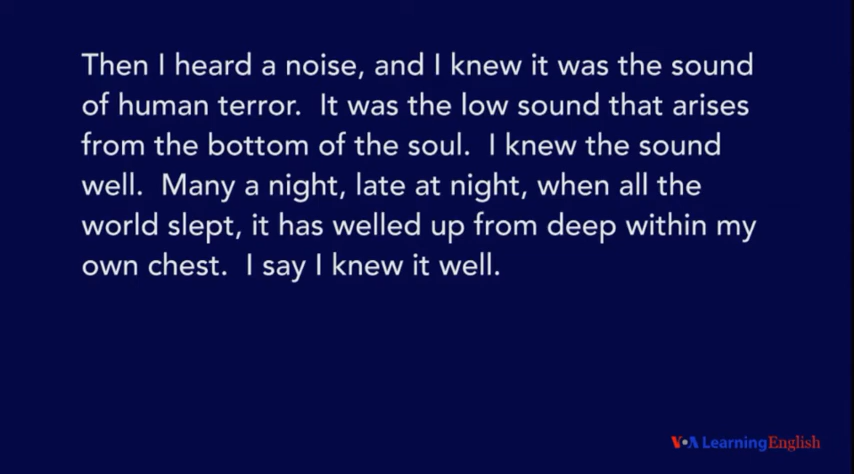 Then I heard a noise, and I knew it was the sound
of human terror. It was the low sound that arises
from the bottom of the soul. I knew the sound
well. Many a night, late at night, when all the
world slept, it has welled up from deep within my
own chest. I say I knew it well.
VOA LearningEnglish